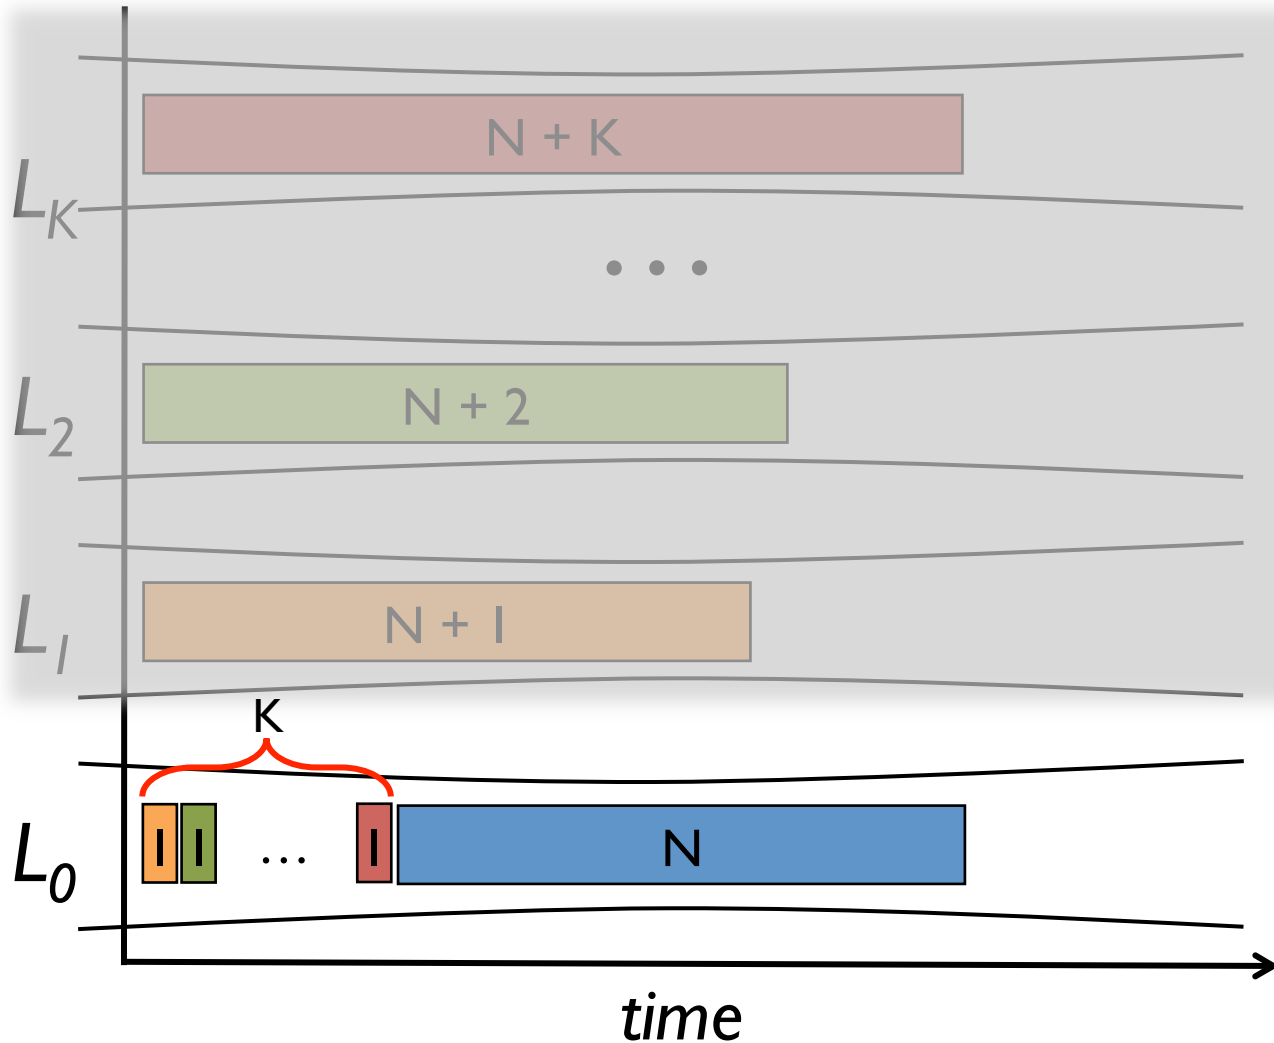 N + K
L_K
• • •
N + 2
L_2
N + 1
L_1
K
1 1 ... 1 N
L_0
time